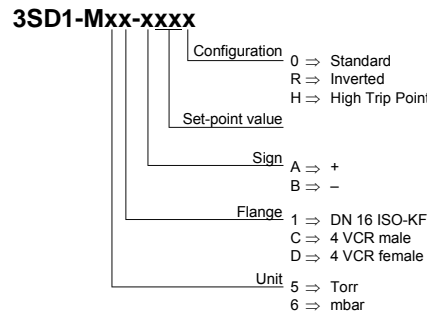 3SD1-Mxx-xxxx
Configuration
0 ⇒ Standard
R ⇒ Inverted
H ⇒ High Trip Point
Set-point value
Sign
A ⇒ +
B ⇒ –
Flange
1 ⇒ DN 16 ISO-KF
C ⇒ 4 VCR male
D ⇒ 4 VCR female
Unit
5 ⇒ Torr
6 ⇒ mbar